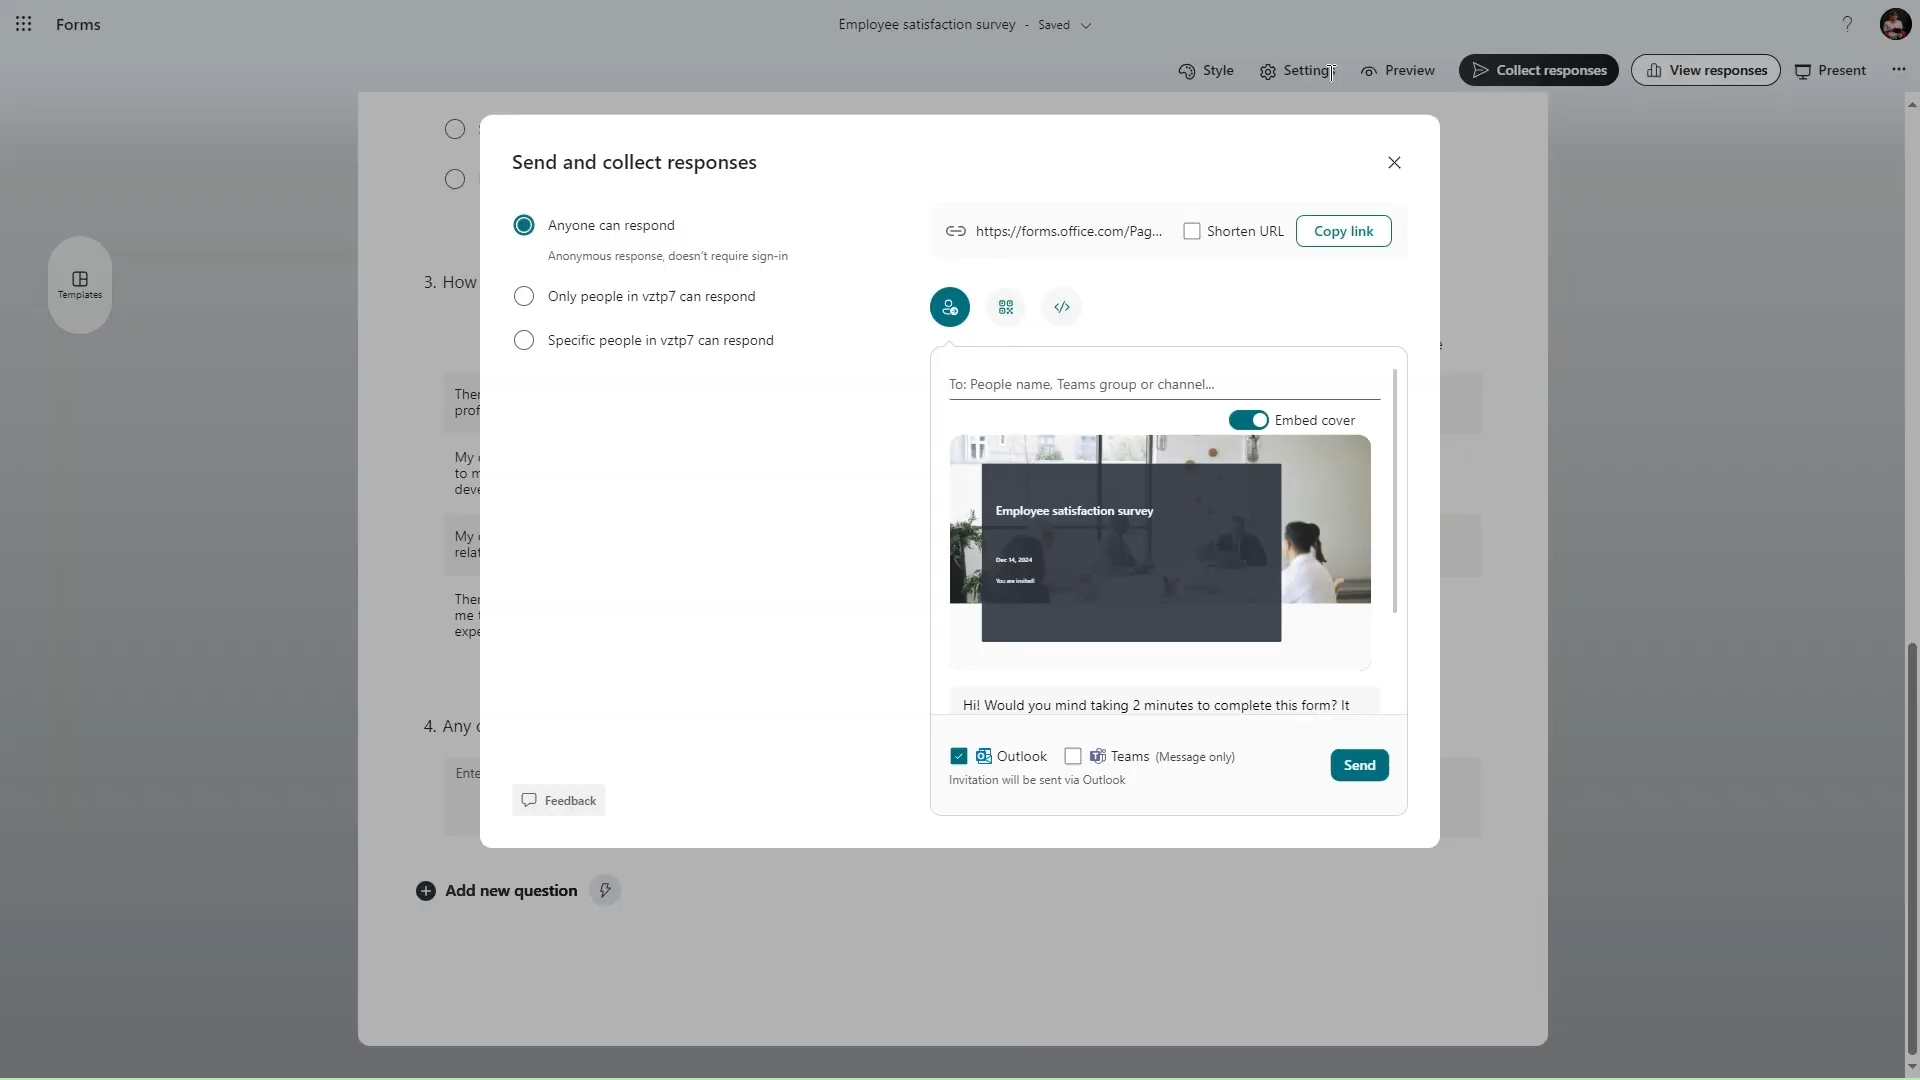 Forms
Employee satisfaction survey - Saved
?
Style
Settings
Preview
Collect responses
View responses
Present
Templates
3. How
Ther
prof
My
to m
deve
My
relat
Ther
me t
expe
4. Any
Ente
Add new question
Send and collect responses
Anyone can respond
Anonymous response, doesn't require sign-in
Only people in vztp7 can respond
Specific people in vztp7 can respond
Feedback
https://forms.office.com/Pag...
Shorten URL
Copy link
To: People name, Teams group or channel...
Embed cover
Employee satisfaction survey
Dec 14, 2024
You are invited!
Hi! Would you mind taking 2 minutes to complete this form? It
Outlook
Teams (Message only)
Invitation will be sent via Outlook
Send